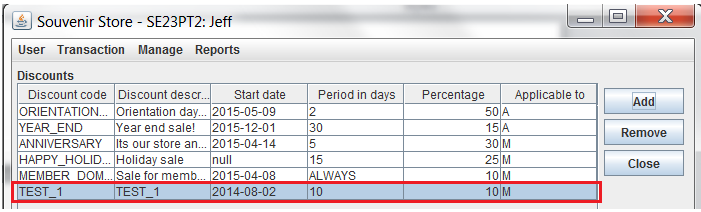 Souvenir Store - SE23PT2: Jeff
User Transaction Manage Reports
Discounts
Discount code Discount descr... Start date Period in days Percentage Applicable to
ORIENTATION... Orientation day... 2015-05-09 2 50 A
YEAR_END Year end sale! 2015-12-01 30 15 A
ANNIVERSARY Its our store an... 2015-04-14 5 30 M
HAPPY_HOLID... Holiday sale null 15 25 M
MEMBER_DOM... Sale for memb... 2015-04-08 ALWAYS 10 M
TEST_1 TEST_1 2014-08-02 10 10 M
Add
Remove
Close